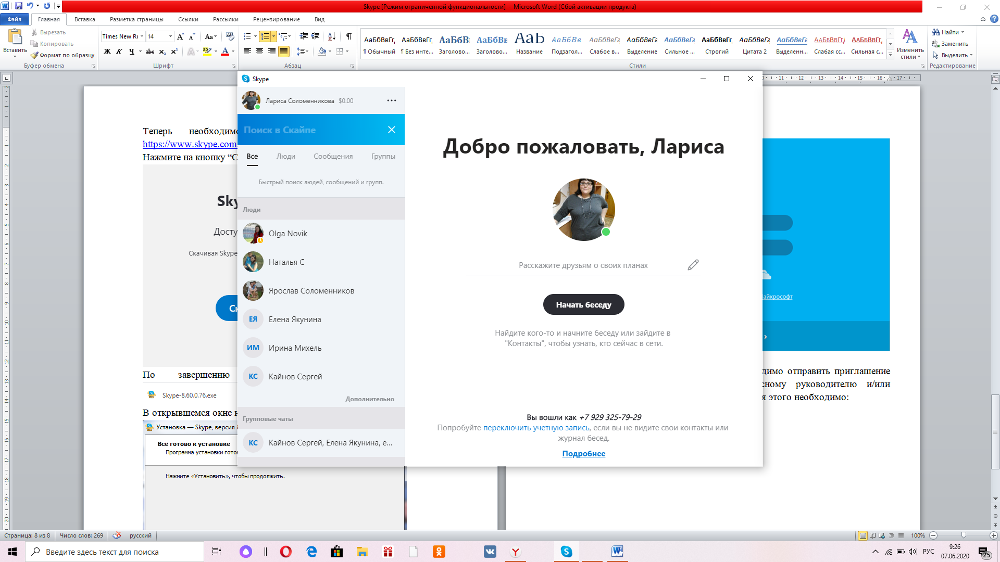 Skype [Режим ограниченной функциональности] - Microsoft Word (Сбой активации продукта)
Файл Главная Вставка Разметка страницы Ссылки Рассылки Рецензирование Вид
Вставить
Вырезать
Копировать
Формат по образцу
Буфер обмена
Times New Rc 14
Ж К Ч abc x₂ x²
Шрифт
Абзац
АаБбВвГг, АаБбВвГг, АаБбВ АаБбВв АаБ АаБбВв. АаБбВвГг АаБбВвГг АаБбВвГг АаБбВвГг, АаБбВвГг АаБбВвГг ААББВВГГ, ААББВВГГ,
¶ Обычный ¶ Без инте... Заголово... Заголово... Название Подзагол... Слабое в... Выделение Сильное ... Строгий Цитата 2 Выделенн... Слабая сс... Сильная с...
Стили
Изменить стили
Найти
Заменить
Выделить
Редактирование
Теперь необходимо
https://www.skype.com
Нажмите на кнопку “С
Sky
Досту
Скачивая Skype
Ск
По завершению
Skype-8.60.0.76.exe
В открывшемся окне н
Установка — Skype, версия 8
Всё готово к установке
Программа установки гото
Нажмите «Установить», чтобы продолжить.
Skype
Лариса Соломенникова $0.00
Поиск в Скайпе
Все Люди Сообщения Группы
Быстрый поиск людей, сообщений и групп.
Люди
Olga Novik
Наталья С
Ярослав Соломенников
ЕЯ Елена Якунина
ИМ Ирина Михель
КС Кайнов Сергей
Дополнительно
Групповые чаты
КС Кайнов Сергей, Елена Якунина, е...
Добро пожаловать, Лариса
Расскажите друзьям о своих планах
Начать беседу
Найдите кого-то и начните беседу или зайдите в
"Контакты", чтобы узнать, кто сейчас в сети.
Вы вошли как +7 929 325-79-29
Попробуйте переключить учетную запись, если вы не видите свои контакты или
журнал бесед.
Подробнее
айкрософт
димо отправить приглашение
сному руководителю и/или
я этого необходимо:
Страница: 8 из 8 Число слов: 269 русский 100%
Введите здесь текст для поиска
РУС
9:26
07.06.2020
25